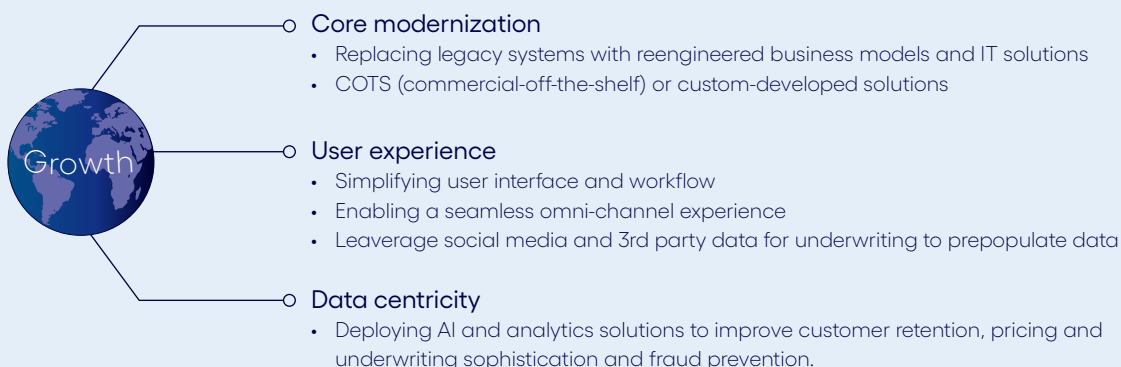 Core modernization
• Replacing legacy systems with reengineered business models and IT solutions
• COTS (commercial-off-the-shelf) or custom-developed solutions
Growth
User experience
• Simplifying user interface and workflow
• Enabling a seamless omni-channel experience
• Leaverage social media and 3rd party data for underwriting to prepopulate data
Data centricity
• Deploying AI and analytics solutions to improve customer retention, pricing and
underwriting sophistication and fraud prevention.